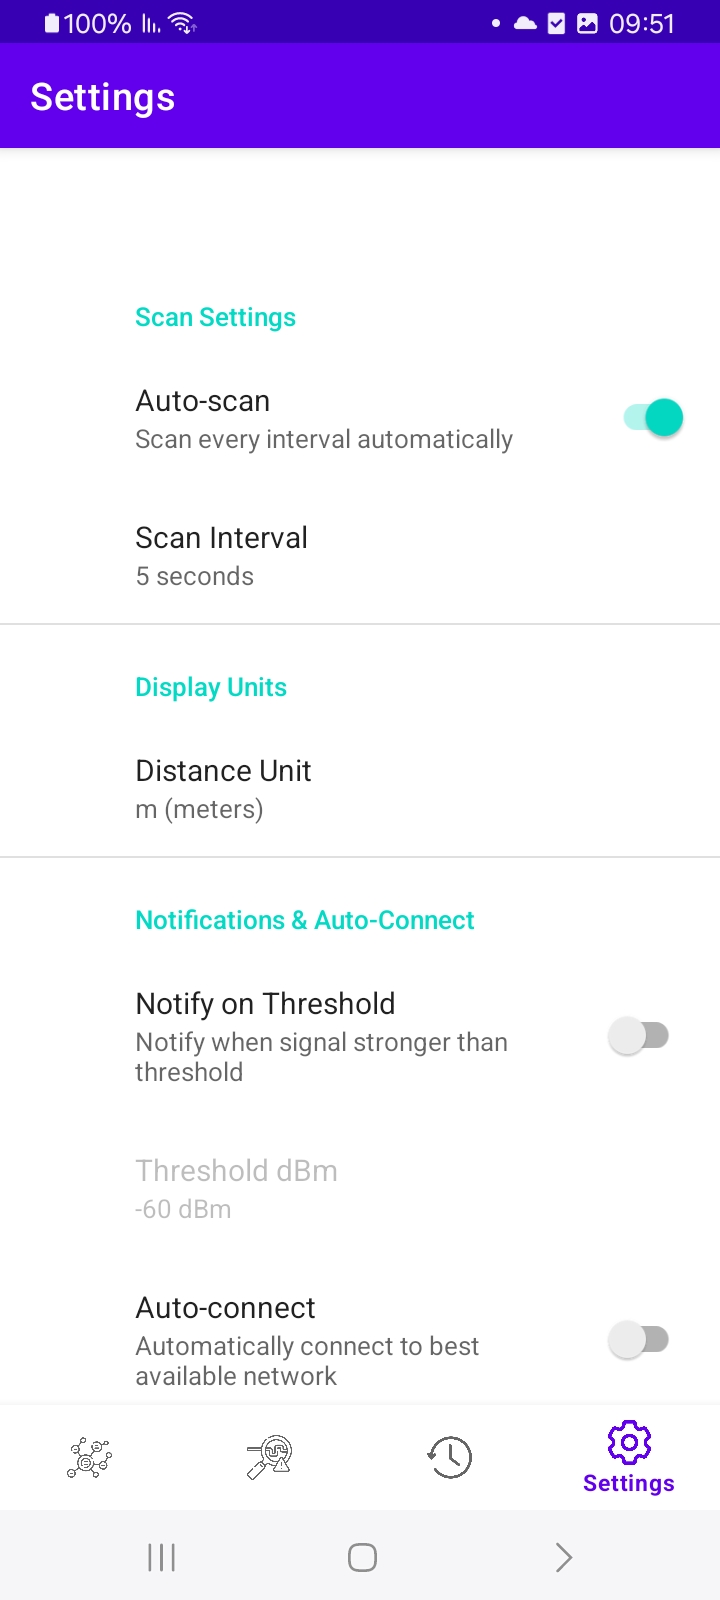 100% 09:51
Settings
Scan Settings
Auto-scan
Scan every interval automatically
Scan Interval
5 seconds
Display Units
Distance Unit
m (meters)
Notifications & Auto-Connect
Notify on Threshold
Notify when signal stronger than
threshold
Threshold dBm
-60 dBm
Auto-connect
Automatically connect to best
available network
Settings